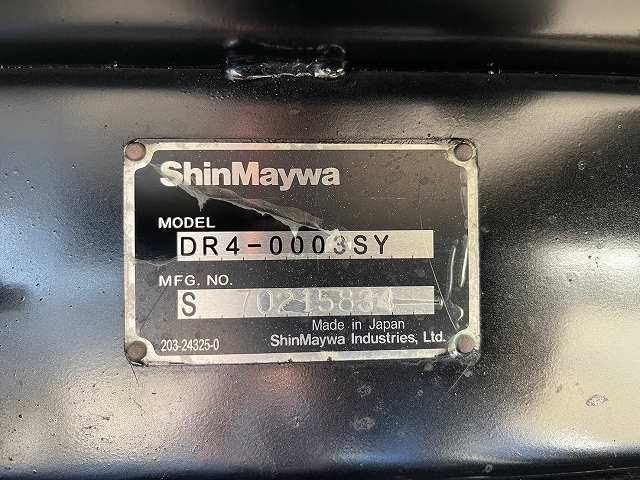 ShinMaywa
MODEL
DR4-0003SY
MFG. NO.
S
Made in Japan
203-24325-0
ShinMaywa Industries, Ltd.